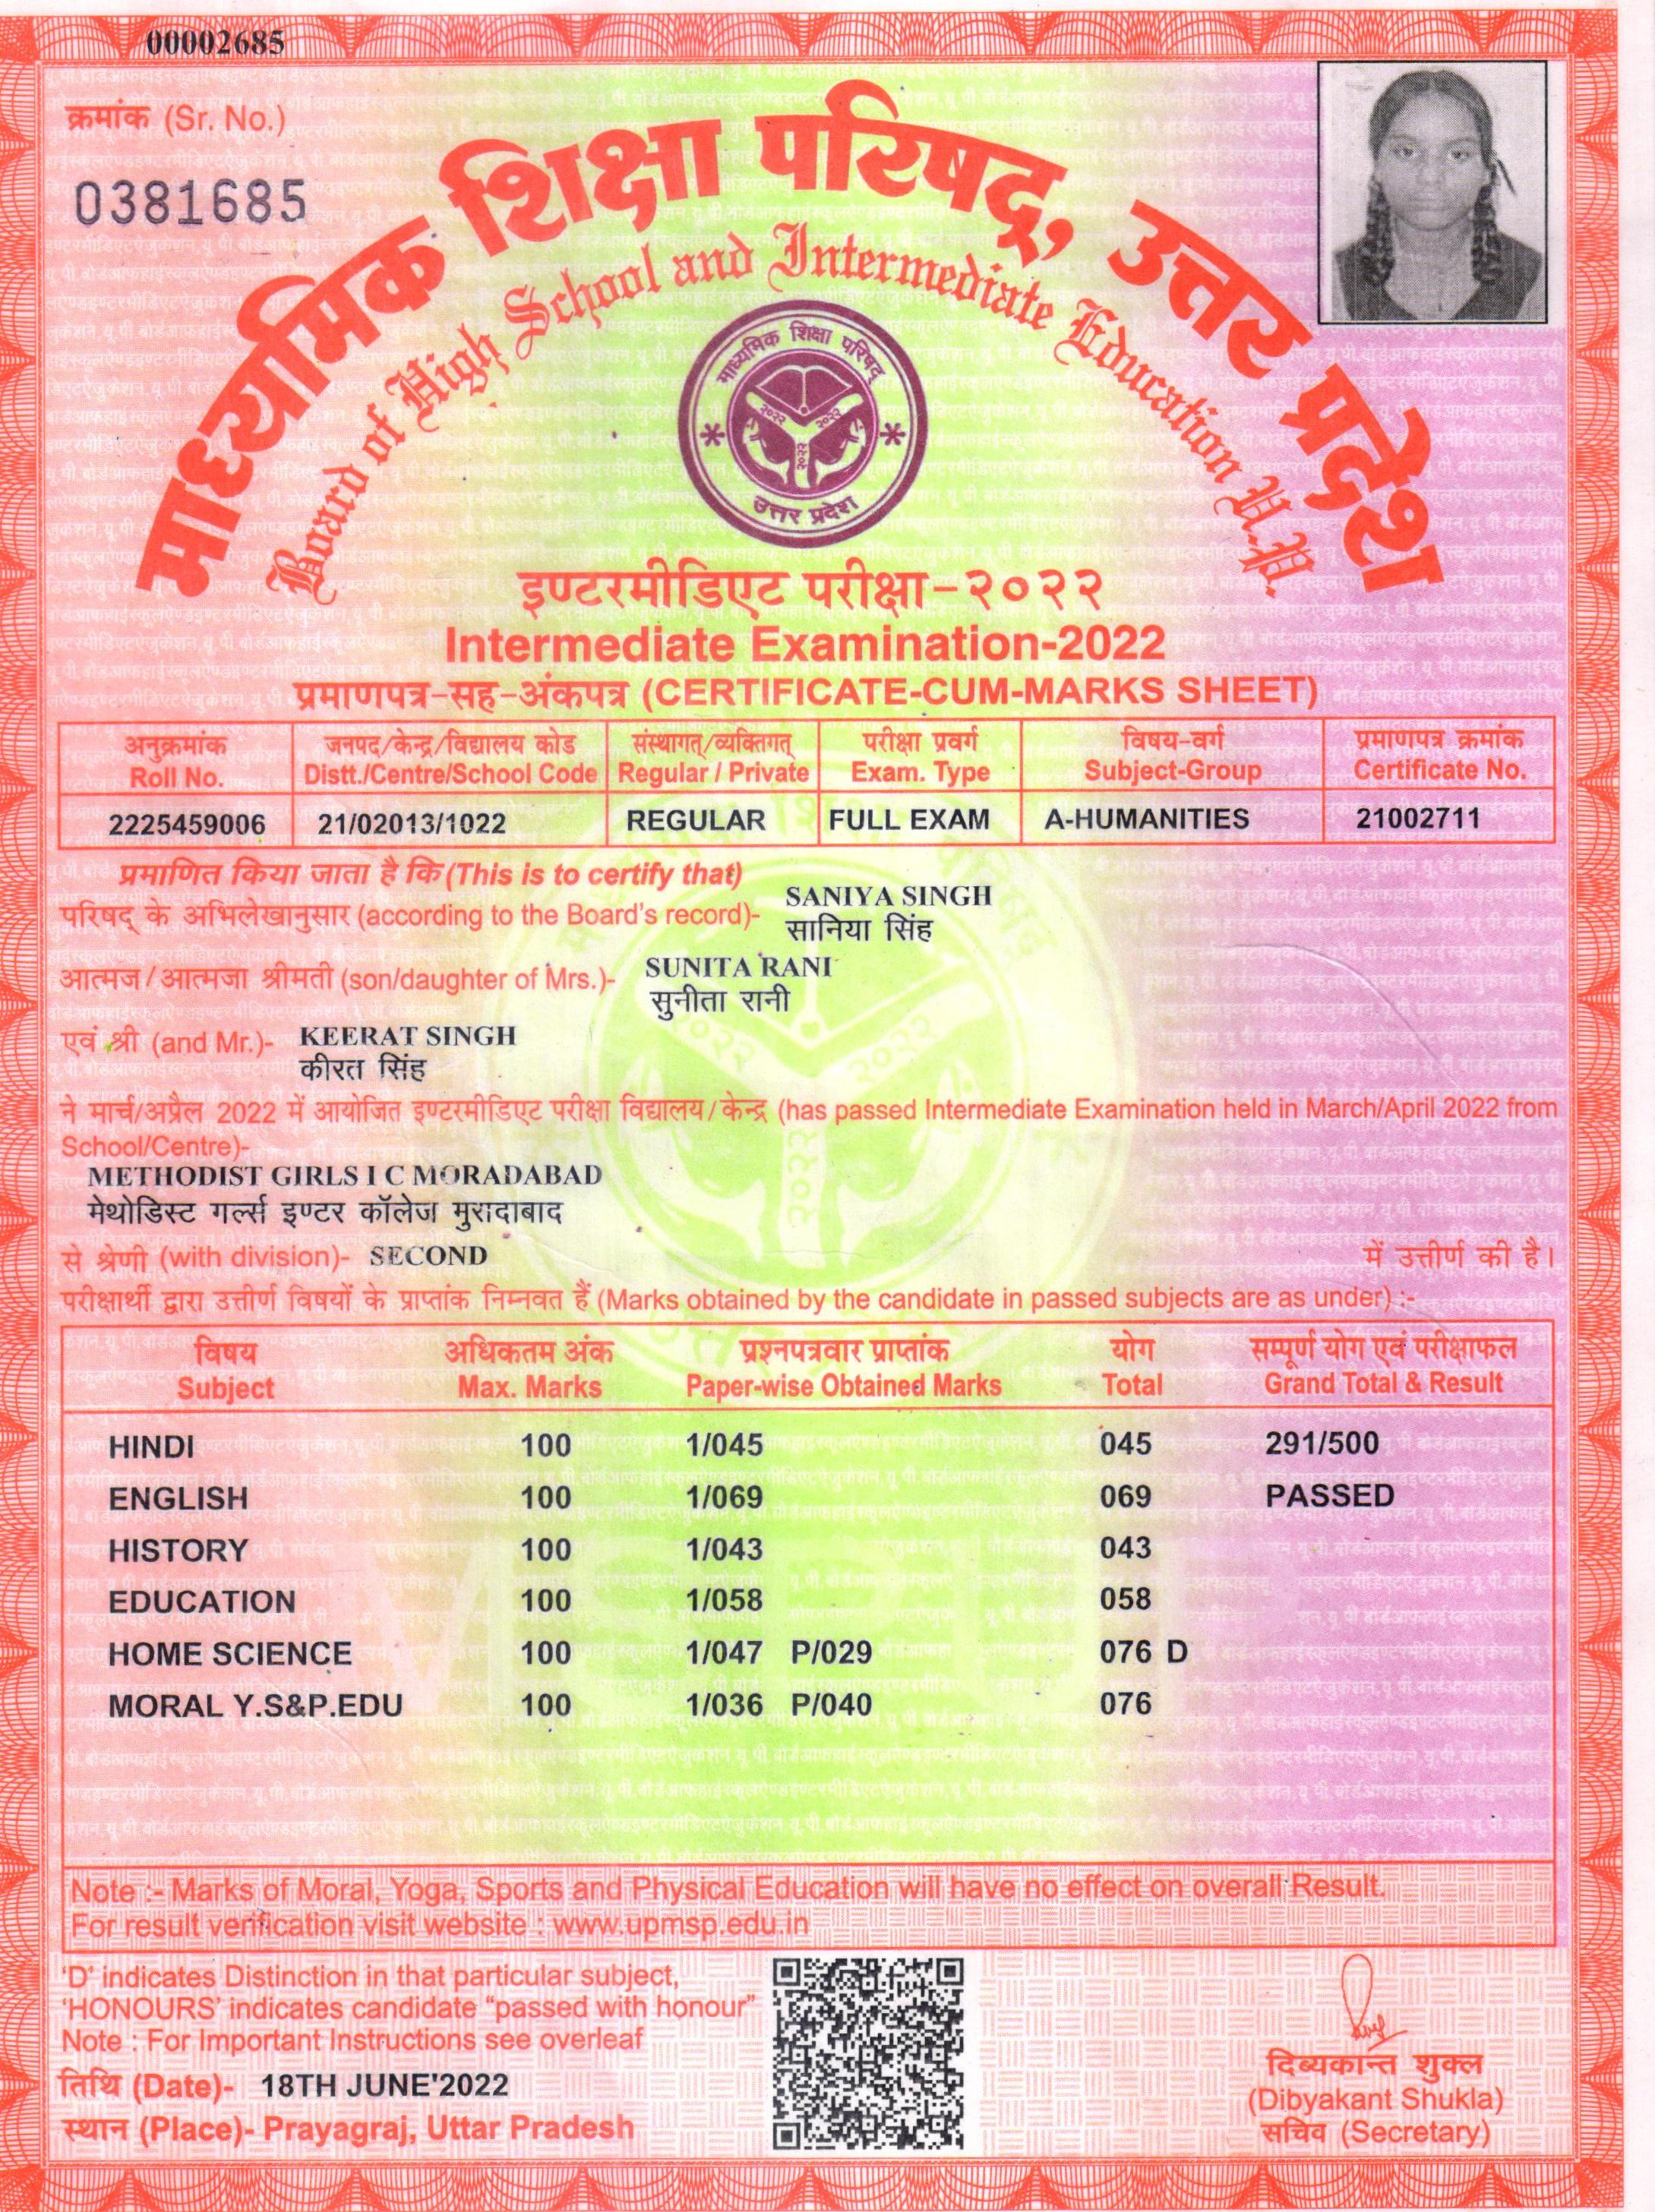 00002685
क्रमांक (Sr. No.)
0381685
माध्यमिक शिक्षा परिषद्, उत्तर प्रदेश
Board of High School and Intermediate Education U.P.
माध्यमिक शिक्षा परिषद्
२०२२ २०२२
२०२२
उत्तर प्रदेश
इण्टरमीडिएट परीक्षा-२०२२
Intermediate Examination-2022
प्रमाणपत्र-सह-अंकपत्र (CERTIFICATE-CUM-MARKS SHEET)
अनुक्रमांक जनपद/केन्द्र/विद्यालय कोड संस्थागत्/व्यक्तिगत् परीक्षा प्रवर्ग विषय-वर्ग प्रमाणपत्र क्रमांक
Roll No. Distt./Centre/School Code Regular / Private Exam. Type Subject-Group Certificate No.
2225459006 21/02013/1022 REGULAR FULL EXAM A-HUMANITIES 21002711
प्रमाणित किया जाता है कि (This is to certify that)
SANIYA SINGH
परिषद् के अभिलेखानुसार (according to the Board's record)-
सानिया सिंह
SUNITA RANI
आत्मज/आत्मजा श्रीमती (son/daughter of Mrs.)-
सुनीता रानी
एवं श्री (and Mr.)- KEERAT SINGH
कीरत सिंह
ने मार्च/अप्रैल 2022 में आयोजित इण्टरमीडिएट परीक्षा विद्यालय/केन्द्र (has passed Intermediate Examination held in March/April 2022 from
School/Centre)-
METHODIST GIRLS I C MORADABAD
मेथोडिस्ट गर्ल्स इण्टर कॉलेज मुरादाबाद
से श्रेणी (with division)- SECOND में उत्तीर्ण की है।
परीक्षार्थी द्वारा उत्तीर्ण विषयों के प्राप्तांक निम्नवत हैं (Marks obtained by the candidate in passed subjects are as under) :-
विषय अधिकतम अंक प्रश्नपत्रवार प्राप्तांक योग सम्पूर्ण योग एवं परीक्षाफल
Subject Max. Marks Paper-wise Obtained Marks Total Grand Total & Result
HINDI 100 1/045 045 291/500
ENGLISH 100 1/069 069 PASSED
HISTORY 100 1/043 043
EDUCATION 100 1/058 058
HOME SCIENCE 100 1/047 P/029 076 D
MORAL Y.S&P.EDU 100 1/036 P/040 076
Note :- Marks of Moral, Yoga, Sports and Physical Education will have no effect on overall Result.
For result verification visit website : www.upmsp.edu.in
'D' indicates Distinction in that particular subject,
'HONOURS' indicates candidate "passed with honour"
Note : For Important Instructions see overleaf
तिथि (Date)- 18TH JUNE'2022
स्थान (Place)- Prayagraj, Uttar Pradesh
दिव्यकान्त शुक्ल
(Dibyakant Shukla)
सचिव (Secretary)